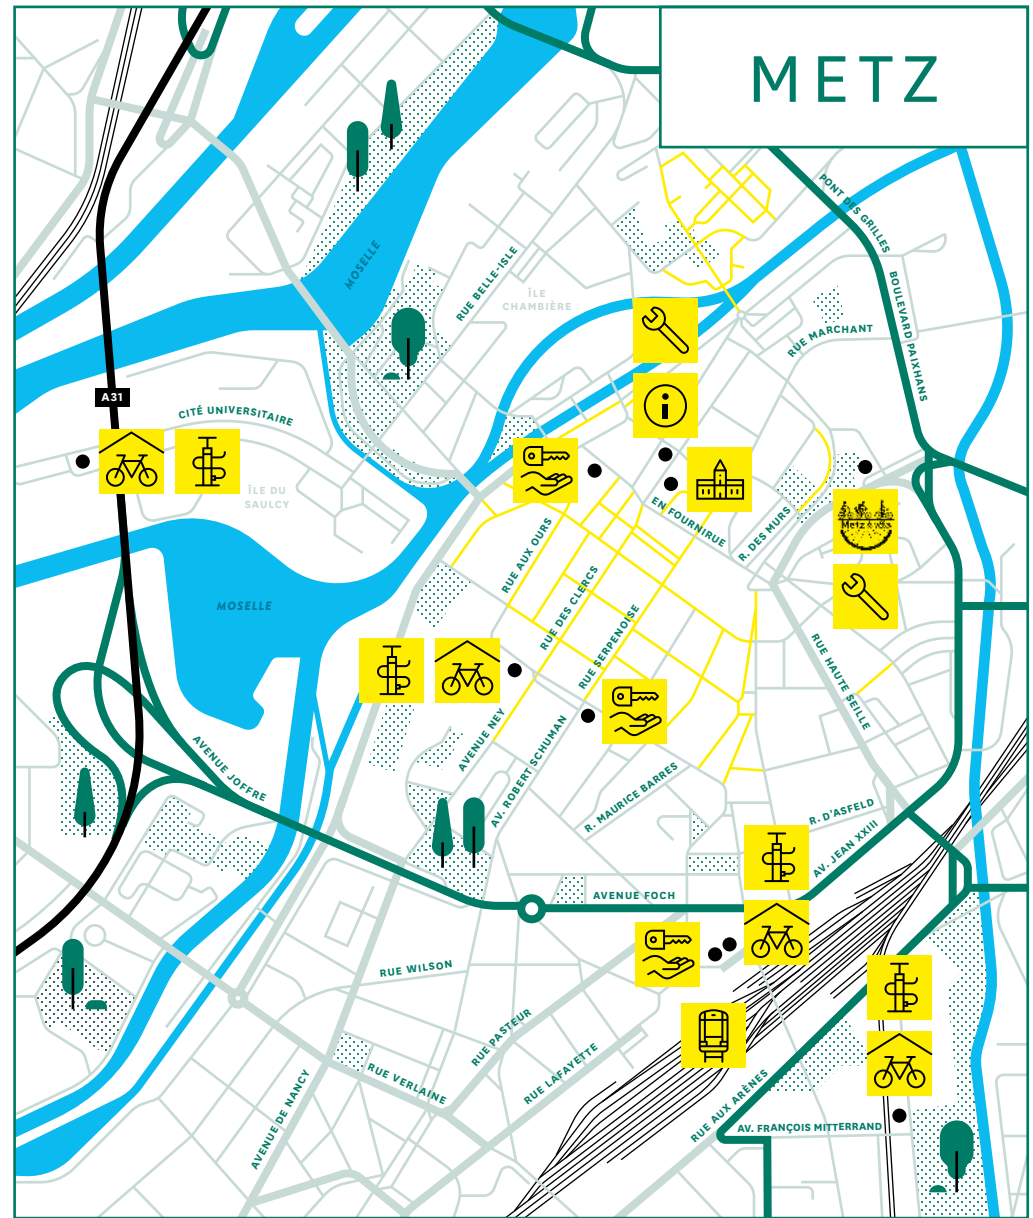 METZ
PONT DES GRILLES
MOSELLE
RUE BELLE-ISLE
ÎLE
CHAMBIÈRE
BOULEVARD PAIXHANS
RUE MARCHANT
A31
CITÉ UNIVERSITAIRE
ÎLE DU
SAULCY
EN FOURNIRUE
R. DES MURS
Metz à vélo
RUE AUX OURS
RUE DES CLERCS
MOSELLE
RUE SERPENOISE
RUE HAUTE SEILLE
AVENUE NEY
AV. ROBERT SCHUMAN
AVENUE JOFFRE
R. MAURICE BARRES
R. D'ASFELD
AV. JEAN XXIII
AVENUE FOCH
RUE WILSON
RUE PASTEUR
RUE LAFAYETTE
RUE VERLAINE
AVENUE DE NANCY
RUE AUX ARÈNES
AV. FRANÇOIS MITTERRAND